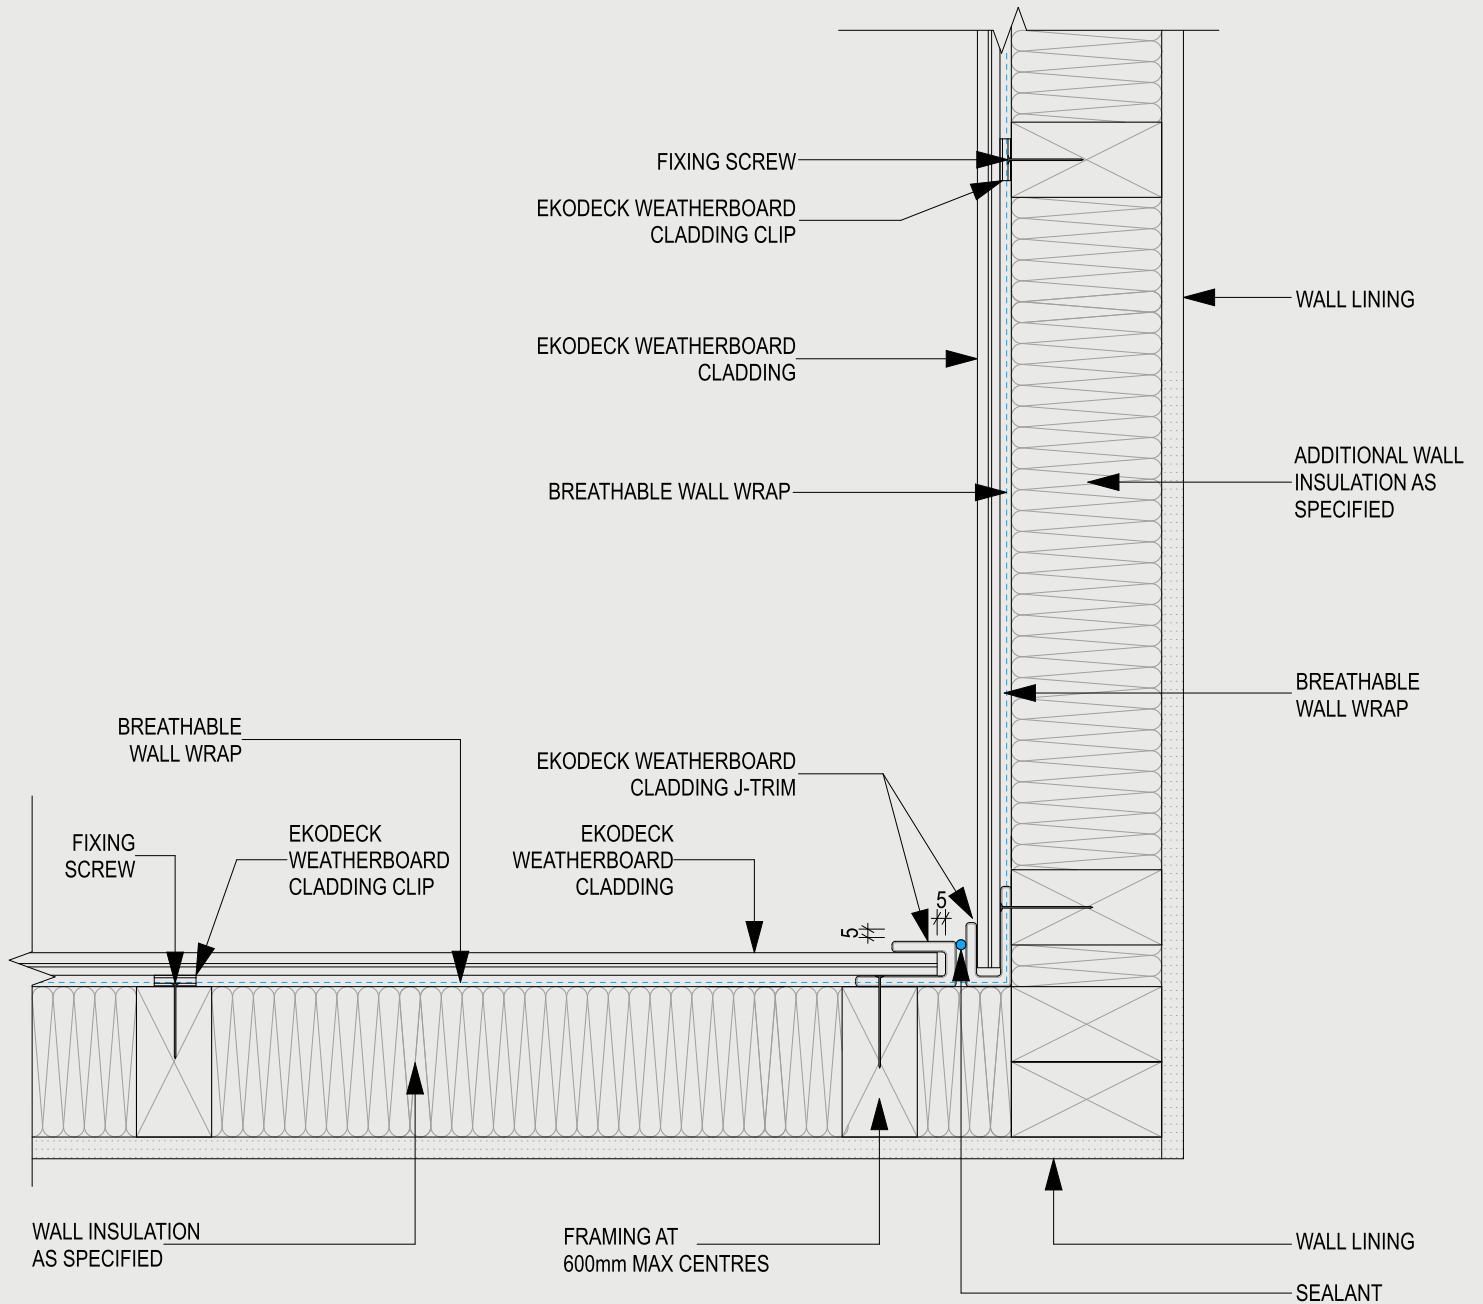 FIXING SCREW
EKODECK WEATHERBOARD
CLADDING CLIP
WALL LINING
EKODECK WEATHERBOARD
CLADDING
ADDITIONAL WALL
INSULATION AS
SPECIFIED
BREATHABLE WALL WRAP
BREATHABLE
WALL WRAP
BREATHABLE
WALL WRAP
EKODECK WEATHERBOARD
CLADDING J-TRIM
FIXING
SCREW
EKODECK
WEATHERBOARD
CLADDING CLIP
EKODECK
WEATHERBOARD
CLADDING
5
5
WALL INSULATION
AS SPECIFIED
FRAMING AT
600mm MAX CENTRES
WALL LINING
SEALANT